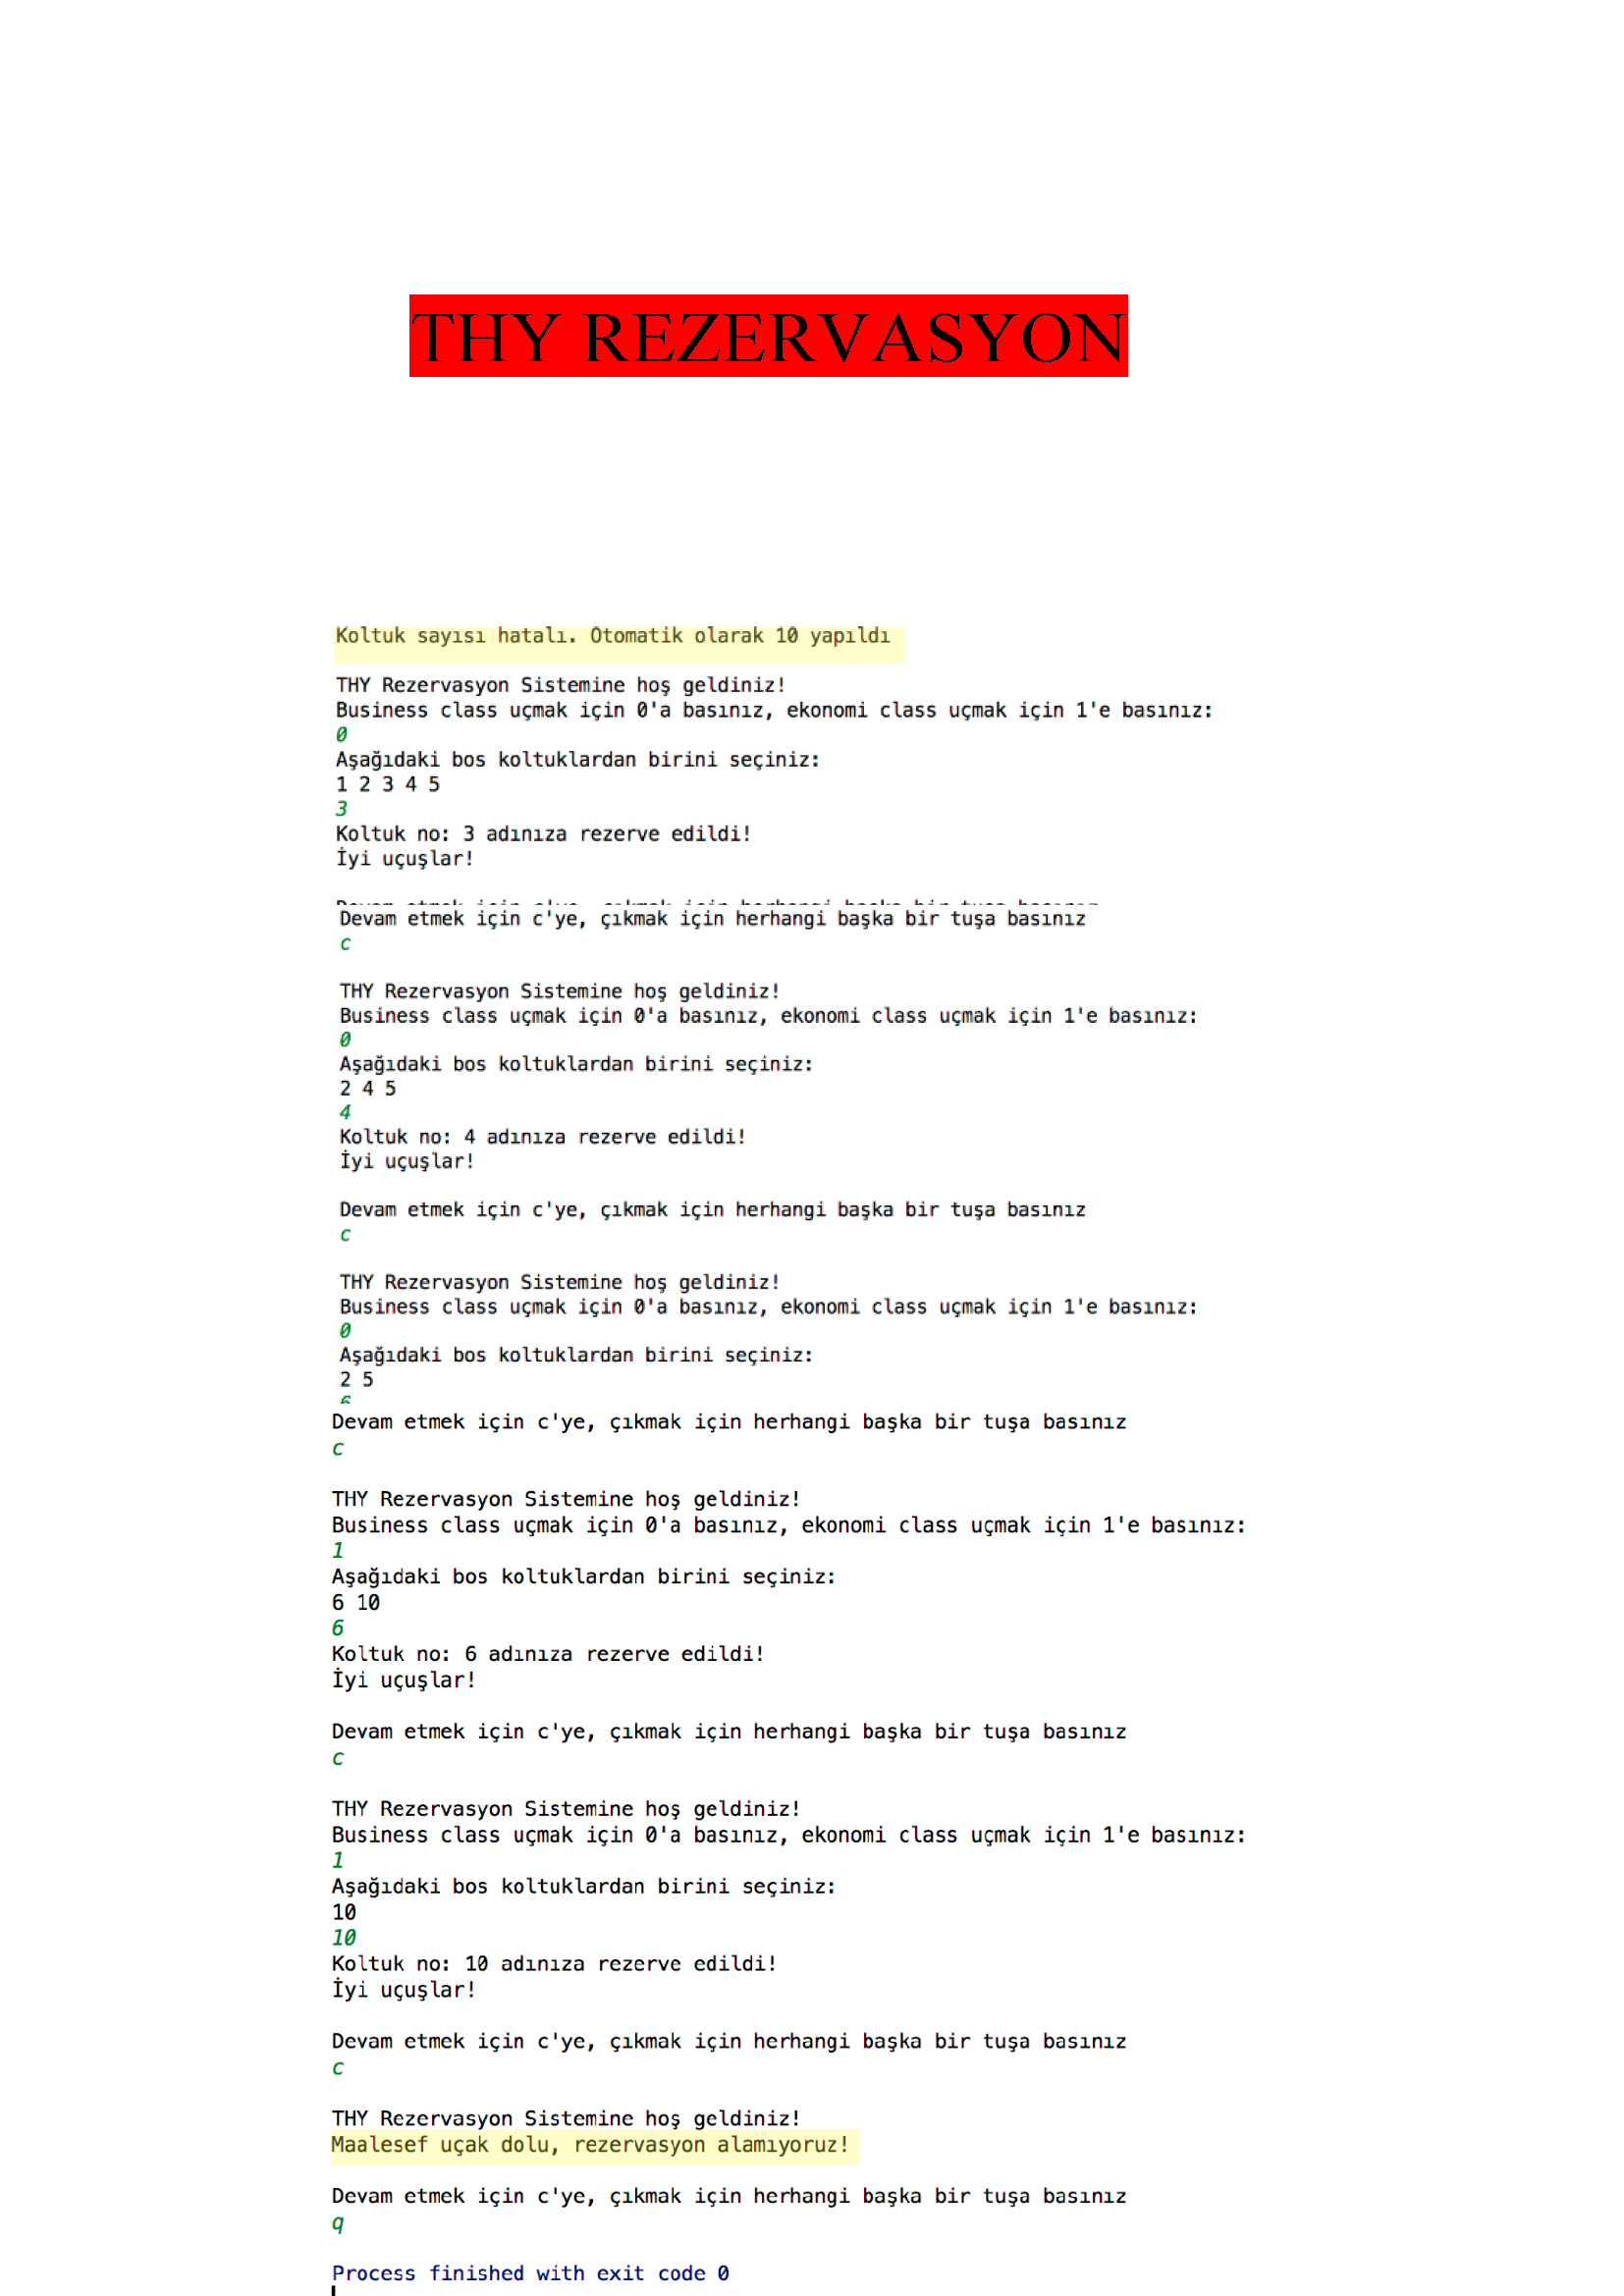 THY REZERVASYON
Koltuk sayısı hatalı. Otomatik olarak 10 yapıldı
THY Rezervasyon Sistemine hoş geldiniz!
Business class uçmak için 0'a basınız, ekonomi class uçmak için 1'e basınız:
0
Aşağıdaki bos koltuklardan birini seçiniz:
1 2 3 4 5
3
Koltuk no: 3 adınıza rezerve edildi!
İyi uçuşlar!
Devam etmek için c'ye, çıkmak için herhangi başka bir tuşa basınız
c
THY Rezervasyon Sistemine hoş geldiniz!
Business class uçmak için 0'a basınız, ekonomi class uçmak için 1'e basınız:
0
Aşağıdaki bos koltuklardan birini seçiniz:
2 4 5
4
Koltuk no: 4 adınıza rezerve edildi!
İyi uçuşlar!
Devam etmek için c'ye, çıkmak için herhangi başka bir tuşa basınız
c
THY Rezervasyon Sistemine hoş geldiniz!
Business class uçmak için 0'a basınız, ekonomi class uçmak için 1'e basınız:
0
Aşağıdaki bos koltuklardan birini seçiniz:
2 5
Devam etmek için c'ye, çıkmak için herhangi başka bir tuşa basınız
c
THY Rezervasyon Sistemine hoş geldiniz!
Business class uçmak için 0'a basınız, ekonomi class uçmak için 1'e basınız:
1
Aşağıdaki bos koltuklardan birini seçiniz:
6 10
6
Koltuk no: 6 adınıza rezerve edildi!
İyi uçuşlar!
Devam etmek için c'ye, çıkmak için herhangi başka bir tuşa basınız
c
THY Rezervasyon Sistemine hoş geldiniz!
Business class uçmak için 0'a basınız, ekonomi class uçmak için 1'e basınız:
1
Aşağıdaki bos koltuklardan birini seçiniz:
10
10
Koltuk no: 10 adınıza rezerve edildi!
İyi uçuşlar!
Devam etmek için c'ye, çıkmak için herhangi başka bir tuşa basınız
c
THY Rezervasyon Sistemine hoş geldiniz!
Maalesef uçak dolu, rezervasyon alamıyoruz!
Devam etmek için c'ye, çıkmak için herhangi başka bir tuşa basınız
q
Process finished with exit code 0